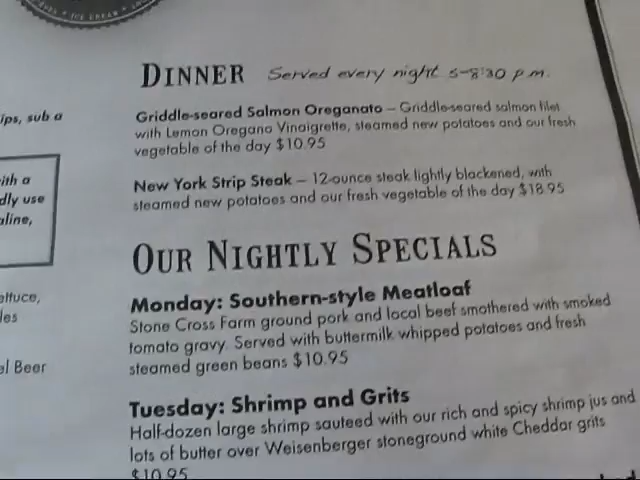 ICE CREAM
DINNER Served every night 5-8:30 p.m.
ips, sub a
Griddle-seared Salmon Oreganato – Griddle-seared salmon filet
with Lemon Oregano Vinaigrette, steamed new potatoes and our fresh
vegetable of the day $10.95
ith a
dly use
aline,
New York Strip Steak – 12-ounce steak lightly blackened, with
steamed new potatoes and our fresh vegetable of the day $18.95
OUR NIGHTLY SPECIALS
ettuce,
les
Monday: Southern-style Meatloaf
Stone Cross Farm ground pork and local beef smothered with smoked
tomato gravy. Served with buttermilk whipped potatoes and fresh
steamed green beans $10.95
el Beer
Tuesday: Shrimp and Grits
Half-dozen large shrimp sauteed with our rich and spicy shrimp jus and
lots of butter over Weisenberger stoneground white Cheddar grits
$10.95